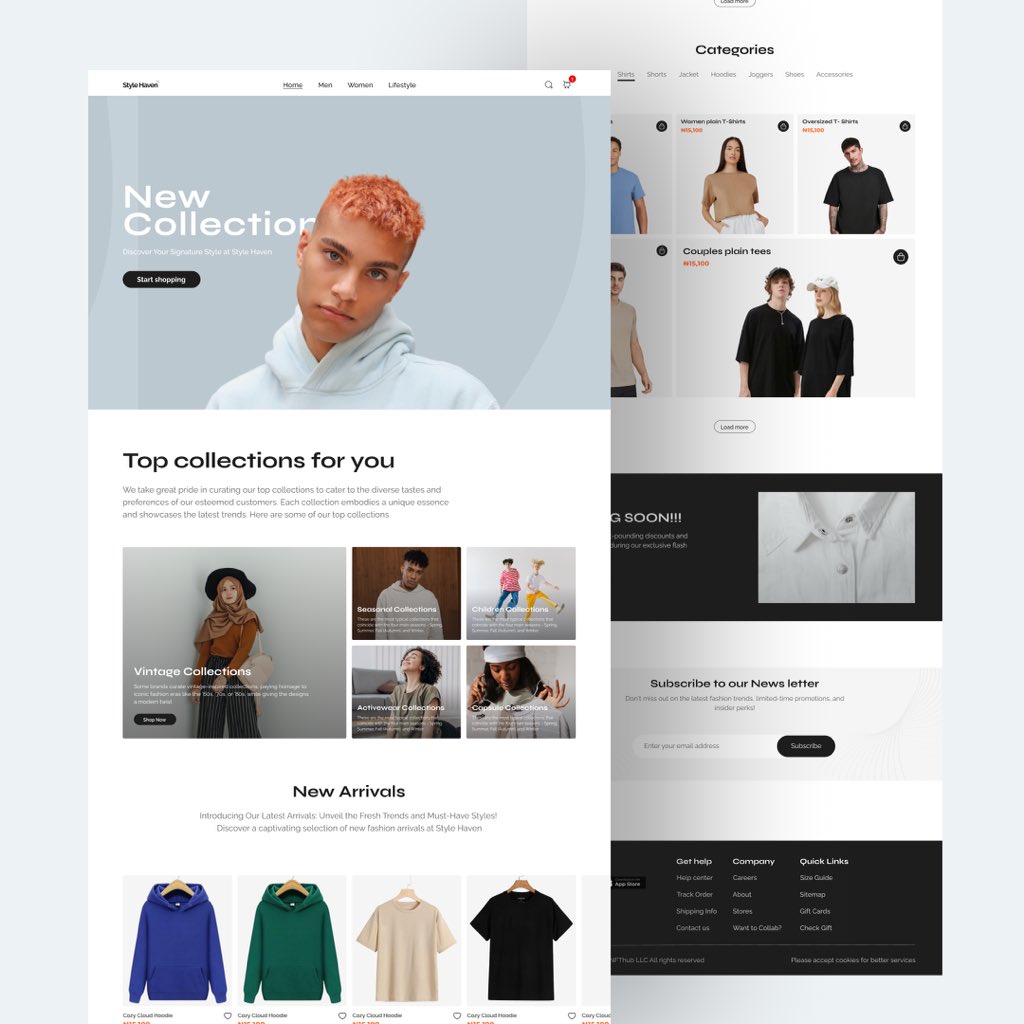 Style Haven
Home
Men
Women
Lifestyle
1
New
Collection
Discover Your Signature Style at Style Haven
Start shopping
Top collections for you
We take great pride in curating our top collections to cater to the diverse tastes and
preferences of our esteemed customers. Each collection embodies a unique essence
and showcases the latest trends. Here are some of our top collections.
Vintage Collections
Some brands curate vintage-inspired collections, paying homage to
iconic fashion eras like the '60s, '70s, or '80s, while giving the designs
a modern twist
Shop Now
Seasonal Collections
These are the most typical collections that
coincide with the four main seasons - Spring,
Summer, Fall (Autumn), and Winter.
Children Collections
These are the most typical collections that
coincide with the four main seasons - Spring,
Summer, Fall (Autumn), and Winter.
Activewear Collections
These are the most typical collections that
coincide with the four main seasons - Spring,
Summer, Fall (Autumn), and Winter.
Capsule Collections
These are the most typical collections that
coincide with the four main seasons - Spring,
Summer, Fall (Autumn), and Winter.
New Arrivals
Introducing Our Latest Arrivals: Unveil the Fresh Trends and Must-Have Styles!
Discover a captivating selection of new fashion arrivals at Style Haven
Cozy Cloud Hoodie
₦15,100
Cozy Cloud Hoodie
₦15,100
Cozy Cloud Hoodie
₦15,100
Cozy Cloud Hoodie
₦15,100
Cozy Clou
Load more
Categories
Shirts
Shorts
Jacket
Hoodies
Joggers
Shoes
Accessories
s
Women plain T-Shirts
₦15,100
Oversized T- Shirts
₦15,100
Couples plain tees
₦15,100
Load more
G SOON!!!
-pounding discounts and
during our exclusive flash
Subscribe to our News letter
Don't miss out on the latest fashion trends, limited-time promotions, and
insider perks!
Enter your email address
Subscribe
App Store
Get help
Help center
Track Order
Shipping Info
Contact us
Company
Careers
About
Stores
Want to Collab?
Quick Links
Size Guide
Sitemap
Gift Cards
Check Gift
NFThub LLC All rights reserved
Please accept cookies for better services